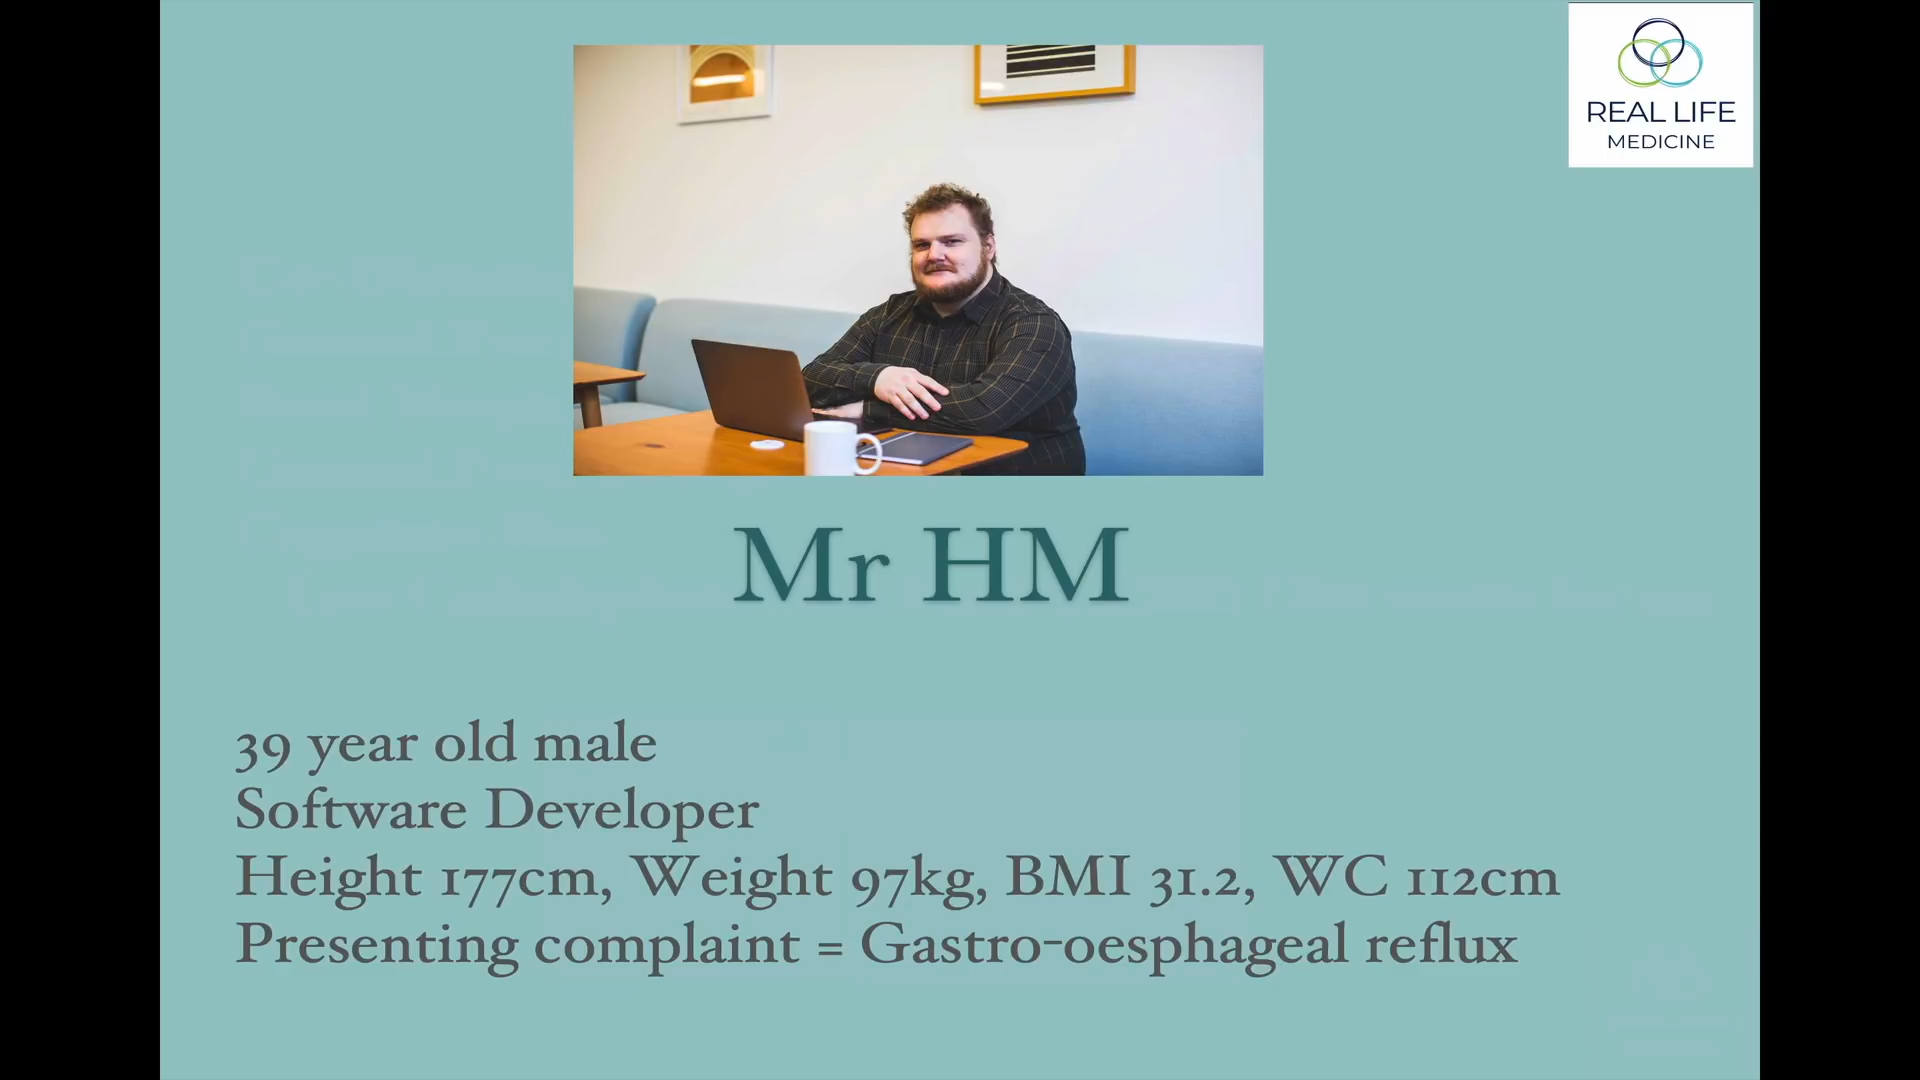 REAL LIFE
MEDICINE
Mr HM
39 year old male
Software Developer
Height 177cm, Weight 97kg, BMI 31.2, WC 112cm
Presenting complaint = Gastro-oesphageal reflux